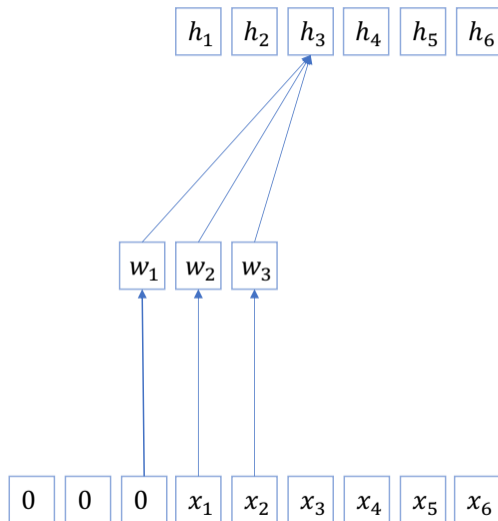 h₁ h₂ h₃ h₄ h₅ h₆
w₁ w₂ w₃
0 0 0 x₁ x₂ x₃ x₄ x₅ x₆